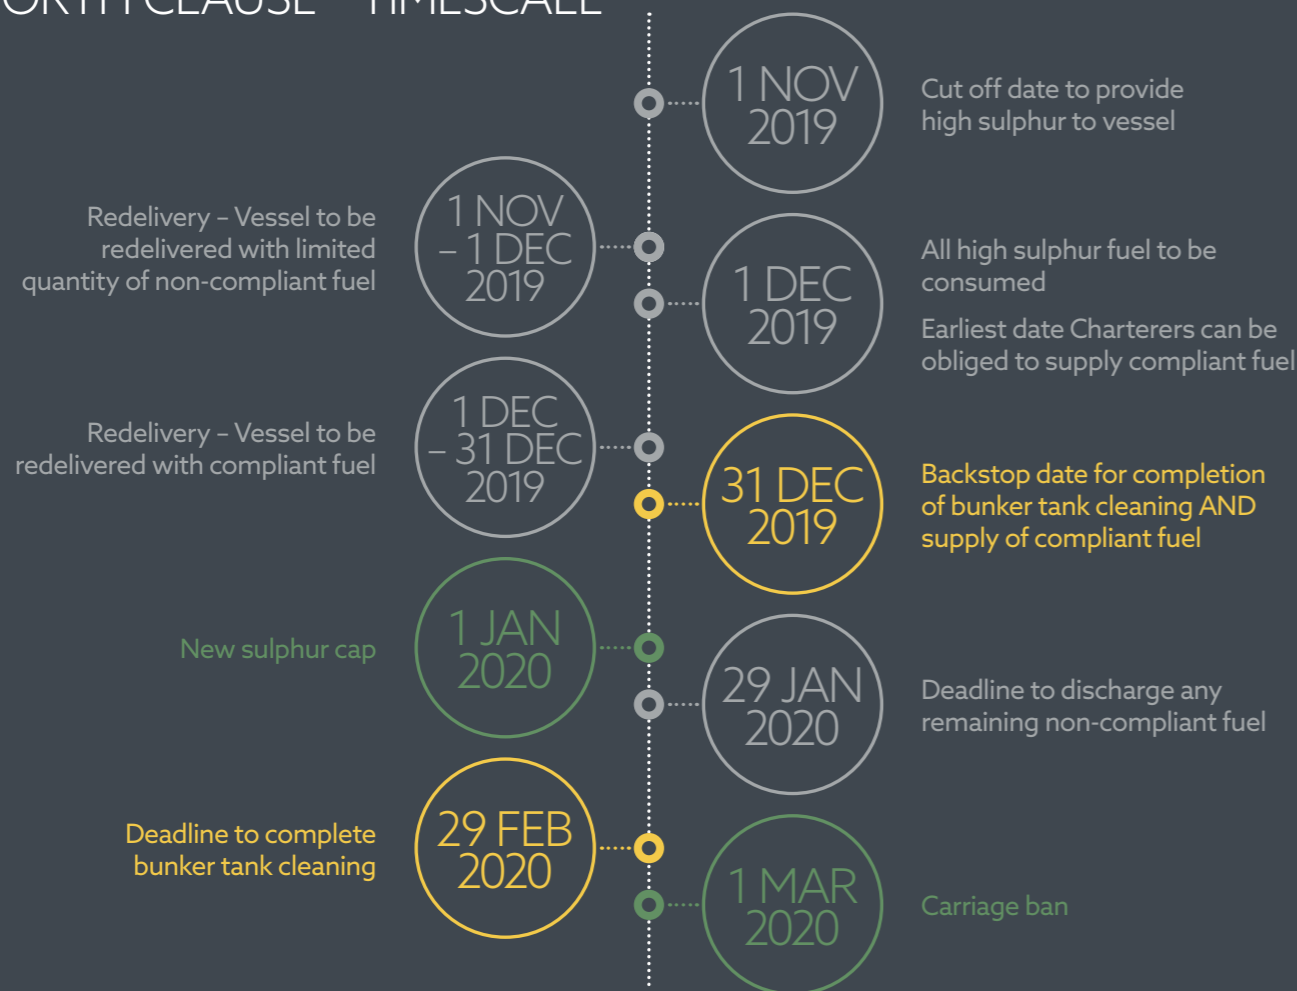 CLAUSE – TIMESCALE
1 NOV
2019
Cut off date to provide
high sulphur to vessel
Redelivery – Vessel to be
redelivered with limited
quantity of non-compliant fuel
1 NOV
– 1 DEC
2019
1 DEC
2019
All high sulphur fuel to be
consumed
Earliest date Charterers can be
obliged to supply compliant fuel
Redelivery – Vessel to be
redelivered with compliant fuel
1 DEC
– 31 DEC
2019
31 DEC
2019
Backstop date for completion
of bunker tank cleaning AND
supply of compliant fuel
New sulphur cap
1 JAN
2020
29 JAN
2020
Deadline to discharge any
remaining non-compliant fuel
Deadline to complete
bunker tank cleaning
29 FEB
2020
1 MAR
2020
Carriage ban